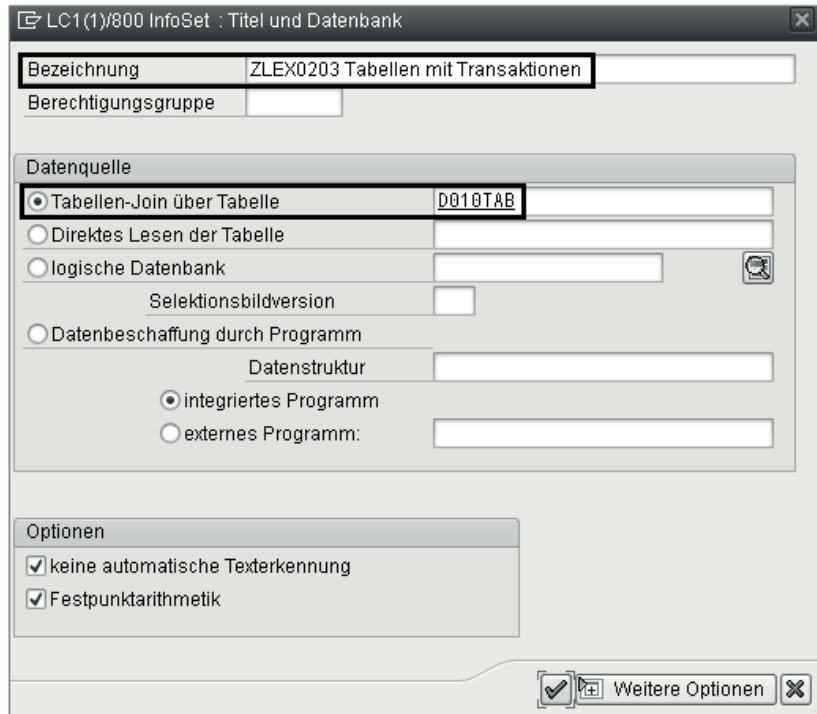 LC1(1)/800 InfoSet : Titel und Datenbank
Bezeichnung ZLEX0203 Tabellen mit Transaktionen
Berechtigungsgruppe
Datenquelle
Tabellen-Join über Tabelle D010TAB
Direktes Lesen der Tabelle
logische Datenbank
Selektionsbildversion
Datenbeschaffung durch Programm
Datenstruktur
integriertes Programm
externes Programm:
Optionen
keine automatische Texterkennung
Festpunktarithmetik
Weitere Optionen